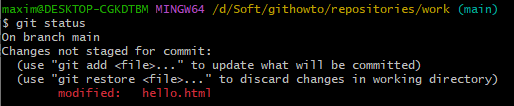 maxim@DESKTOP-CGKDTBM MINGW64 /d/Soft/githowto/repositories/work (main)
$ git status
On branch main
Changes not staged for commit:
  (use "git add <file>..." to update what will be committed)
  (use "git restore <file>..." to discard changes in working directory)
        modified:   hello.html